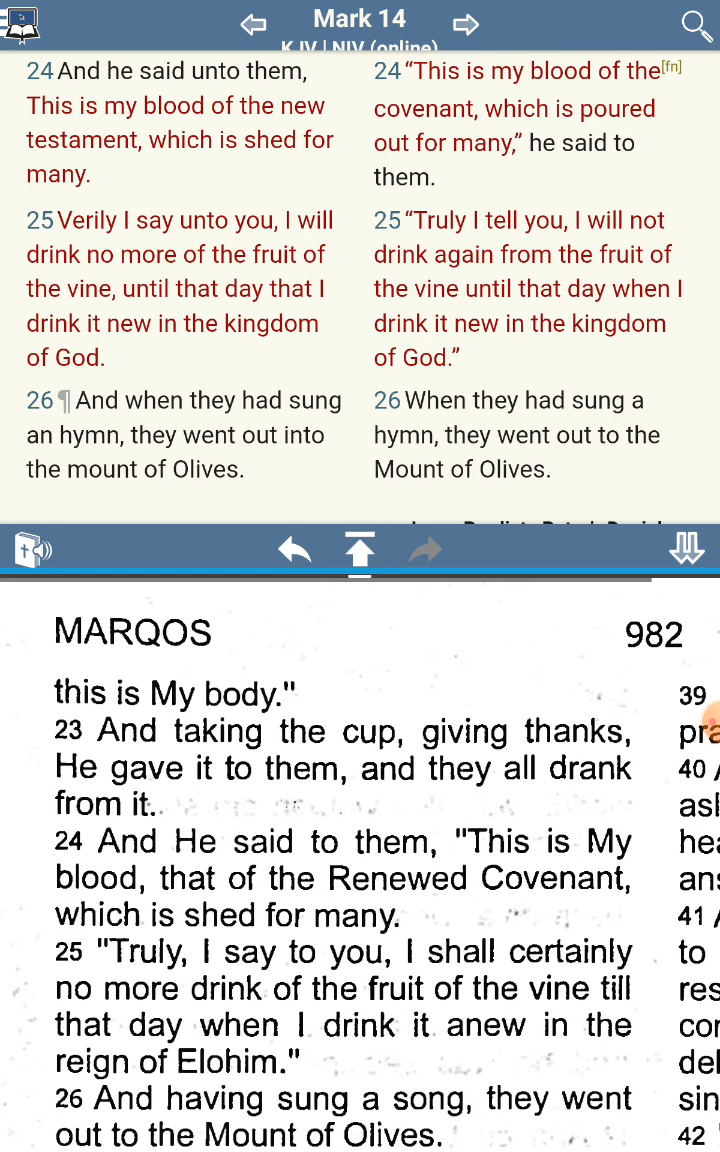 Mark 14
KJV | NIV (online)
24 And he said unto them,
This is my blood of the new
testament, which is shed for
many.
25 Verily I say unto you, I will
drink no more of the fruit of
the vine, until that day that I
drink it new in the kingdom
of God.
26 ¶ And when they had sung
an hymn, they went out into
the mount of Olives.
24 “This is my blood of the[fn]
covenant, which is poured
out for many,” he said to
them.
25 “Truly I tell you, I will not
drink again from the fruit of
the vine until that day when I
drink it new in the kingdom
of God.”
26 When they had sung a
hymn, they went out to the
Mount of Olives.
MARQOS
982
this is My body."
23 And taking the cup, giving thanks,
He gave it to them, and they all drank
from it.
24 And He said to them, "This is My
blood, that of the Renewed Covenant,
which is shed for many.
25 "Truly, I say to you, I shall certainly
no more drink of the fruit of the vine till
that day when I drink it anew in the
reign of Elohim."
26 And having sung a song, they went
out to the Mount of Olives.
39
40
41
to
42